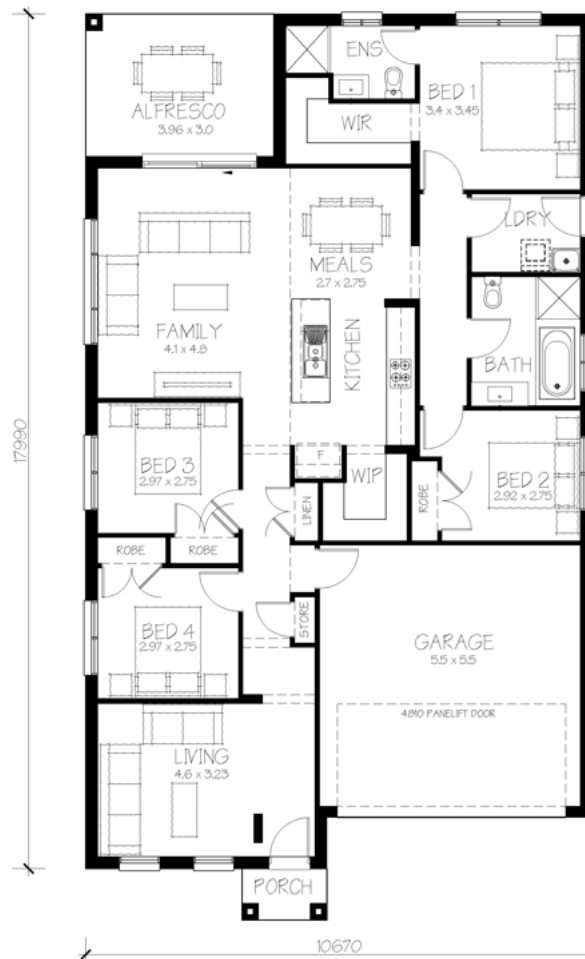 ENS
BED 1
3.4 x 3.45
ALFRESCO
3.96 x 3.0
WIR
LDRY
MEALS
2.7 x 2.75
FAMILY
4.1 x 4.8
KITCHEN
BATH
17990
BED 3
2.97 x 2.75
F
WIP
BED 2
2.92 x 2.75
ROBE
LINEN
ROBE
ROBE
BED 4
2.97 x 2.75
STORE
GARAGE
5.5 x 5.5
4810 PANELIFT DOOR
LIVING
4.6 x 3.23
PORCH
10670